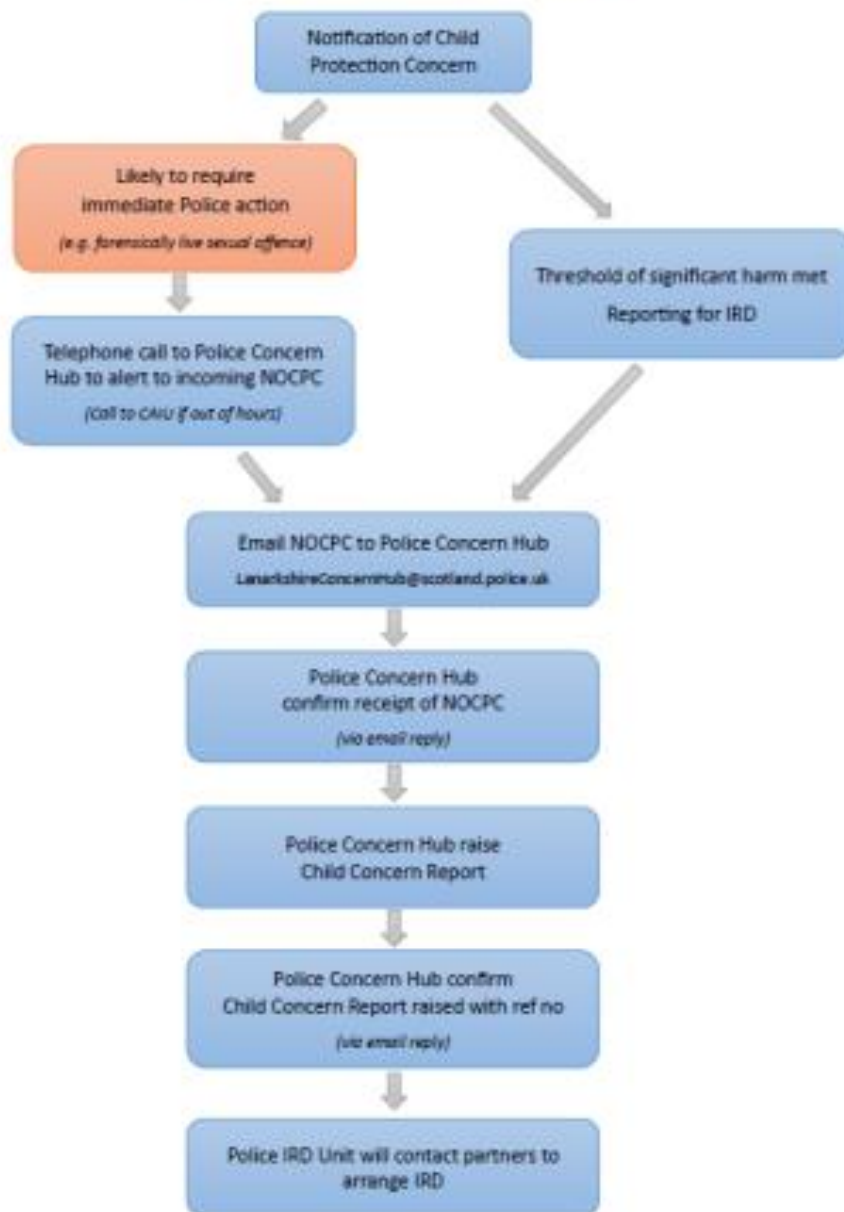 Notification of Child
Protection Concern
Likely to require
immediate Police action
(e.g. forensically live sexual offence)
Threshold of significant harm met
Reporting for IRD
Telephone call to Police Concern
Hub to alert to incoming NOCPC
(Call to CAIU if out of hours)
Email NOCPC to Police Concern Hub
LanarkshireConcernHub@scotland.police.uk
Police Concern Hub
confirm receipt of NOCPC
(via email reply)
Police Concern Hub raise
Child Concern Report
Police Concern Hub confirm
Child Concern Report raised with ref no
(via email reply)
Police IRD Unit will contact partners to
arrange IRD